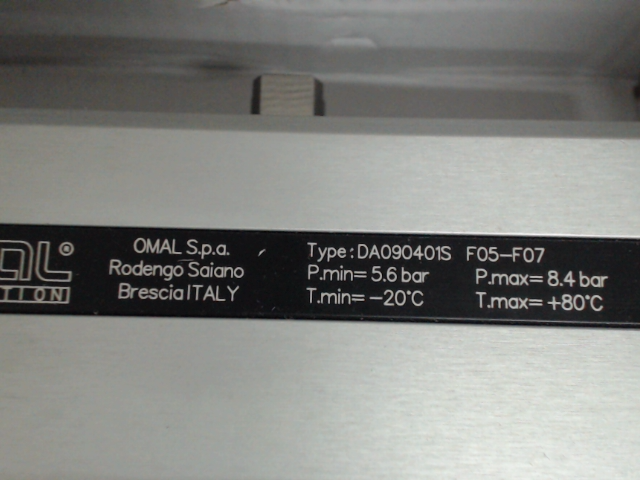 OMAL S.p.a.
Rodengo Saiano
Brescia ITALY
Type: DA090401S F05-F07
P.min= 5.6 bar P.max= 8.4 bar
T.min= -20°C T.max= +80°C